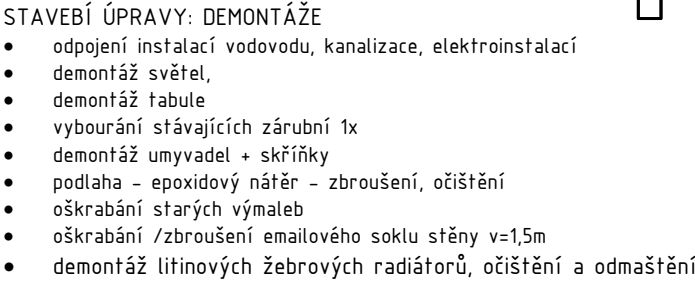 STAVEBÍ ÚPRAVY: DEMONTÁŽE
• odpojení instalací vodovodu, kanalizace, elektroinstalací
• demontáž světel,
• demontáž tabule
• vybourání stávajících zárubní 1x
• demontáž umyvadel + skříňky
• podlaha – epoxidový nátěr – zbroušení, očištění
• oškrabání starých výmaleb
• oškrabání /zbroušení emailového soklu stěny v=1,5m
• demontáž litinových žebrových radiátorů, očištění a odmaštění